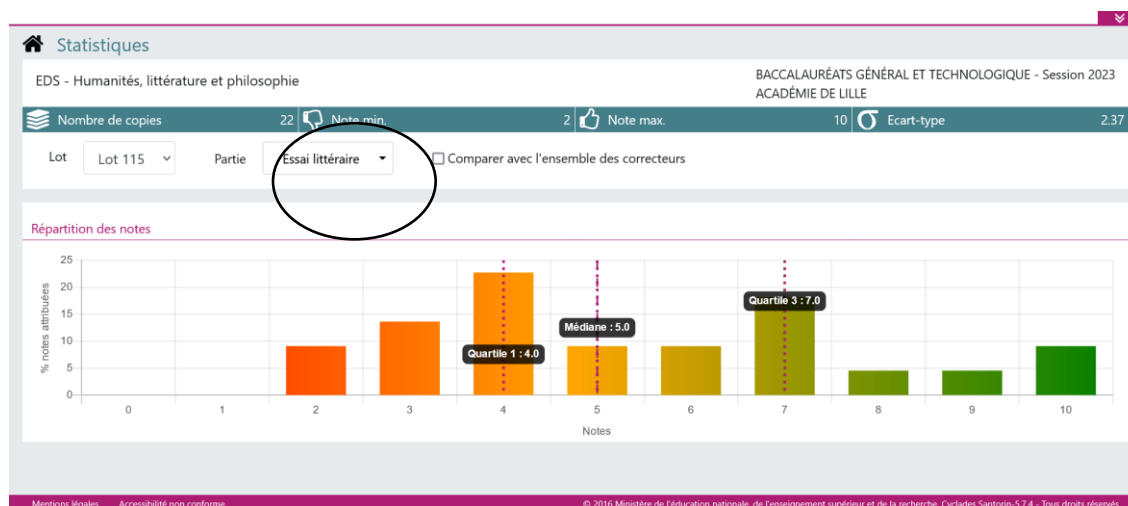 Statistiques
EDS - Humanités, littérature et philosophie
BACCALAURÉATS GÉNÉRAL ET TECHNOLOGIQUE - Session 2023
ACADÉMIE DE LILLE
Nombre de copies 22 Note min. 2 Note max. 10 Ecart-type 2.37
Lot Lot 115 Partie Essai littéraire Comparer avec l'ensemble des correcteurs
Répartition des notes
% notes attribuées
25
20
15
10
5
0
Quartile 3 : 7.0
Médiane : 5.0
Quartile 1 : 4.0
0 1 2 3 4 5 6 7 8 9 10
Notes
Mentions légales Accessibilité non conforme © 2016 Ministère de l'éducation nationale, de l'enseignement supérieur et de la recherche. Cyclades Santorin-5.7.4 - Tous droits réservés